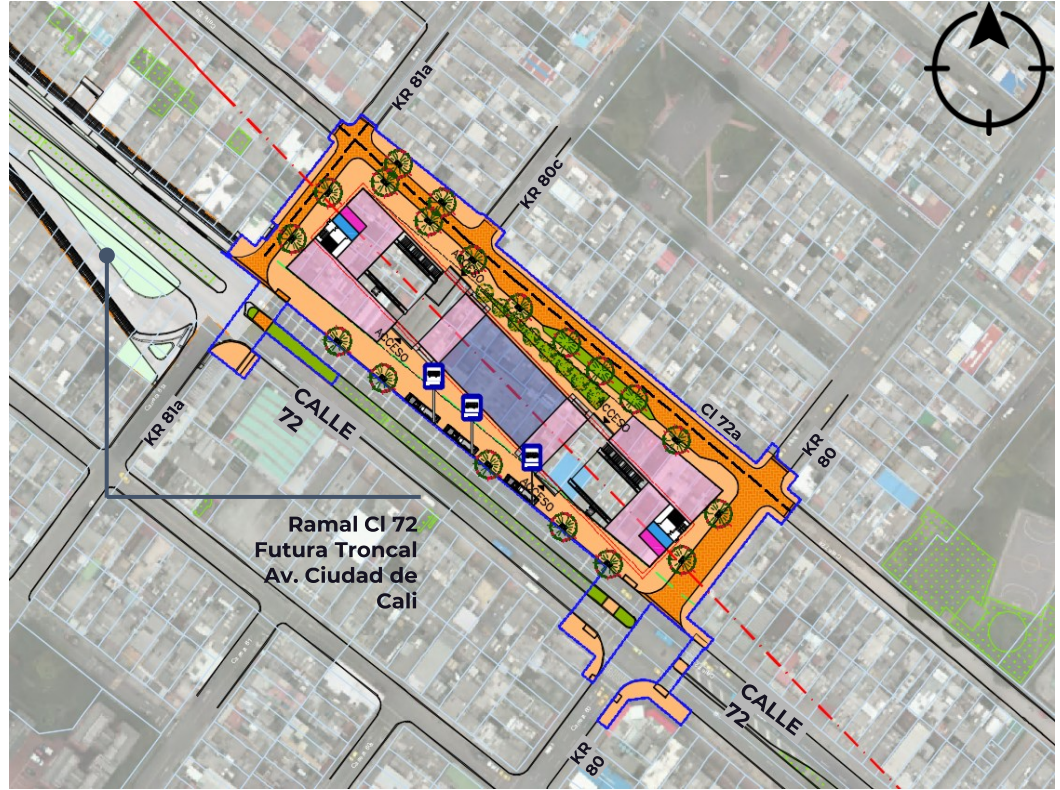 KR 81a
KR 80c
ACCESO
ACCESO
CALLE
72
KR 81a
Cl 72a
KR
80
ACCESO
Ramal Cl 72
Futura Troncal
Av. Ciudad de
Cali
CALLE
72
KR
80